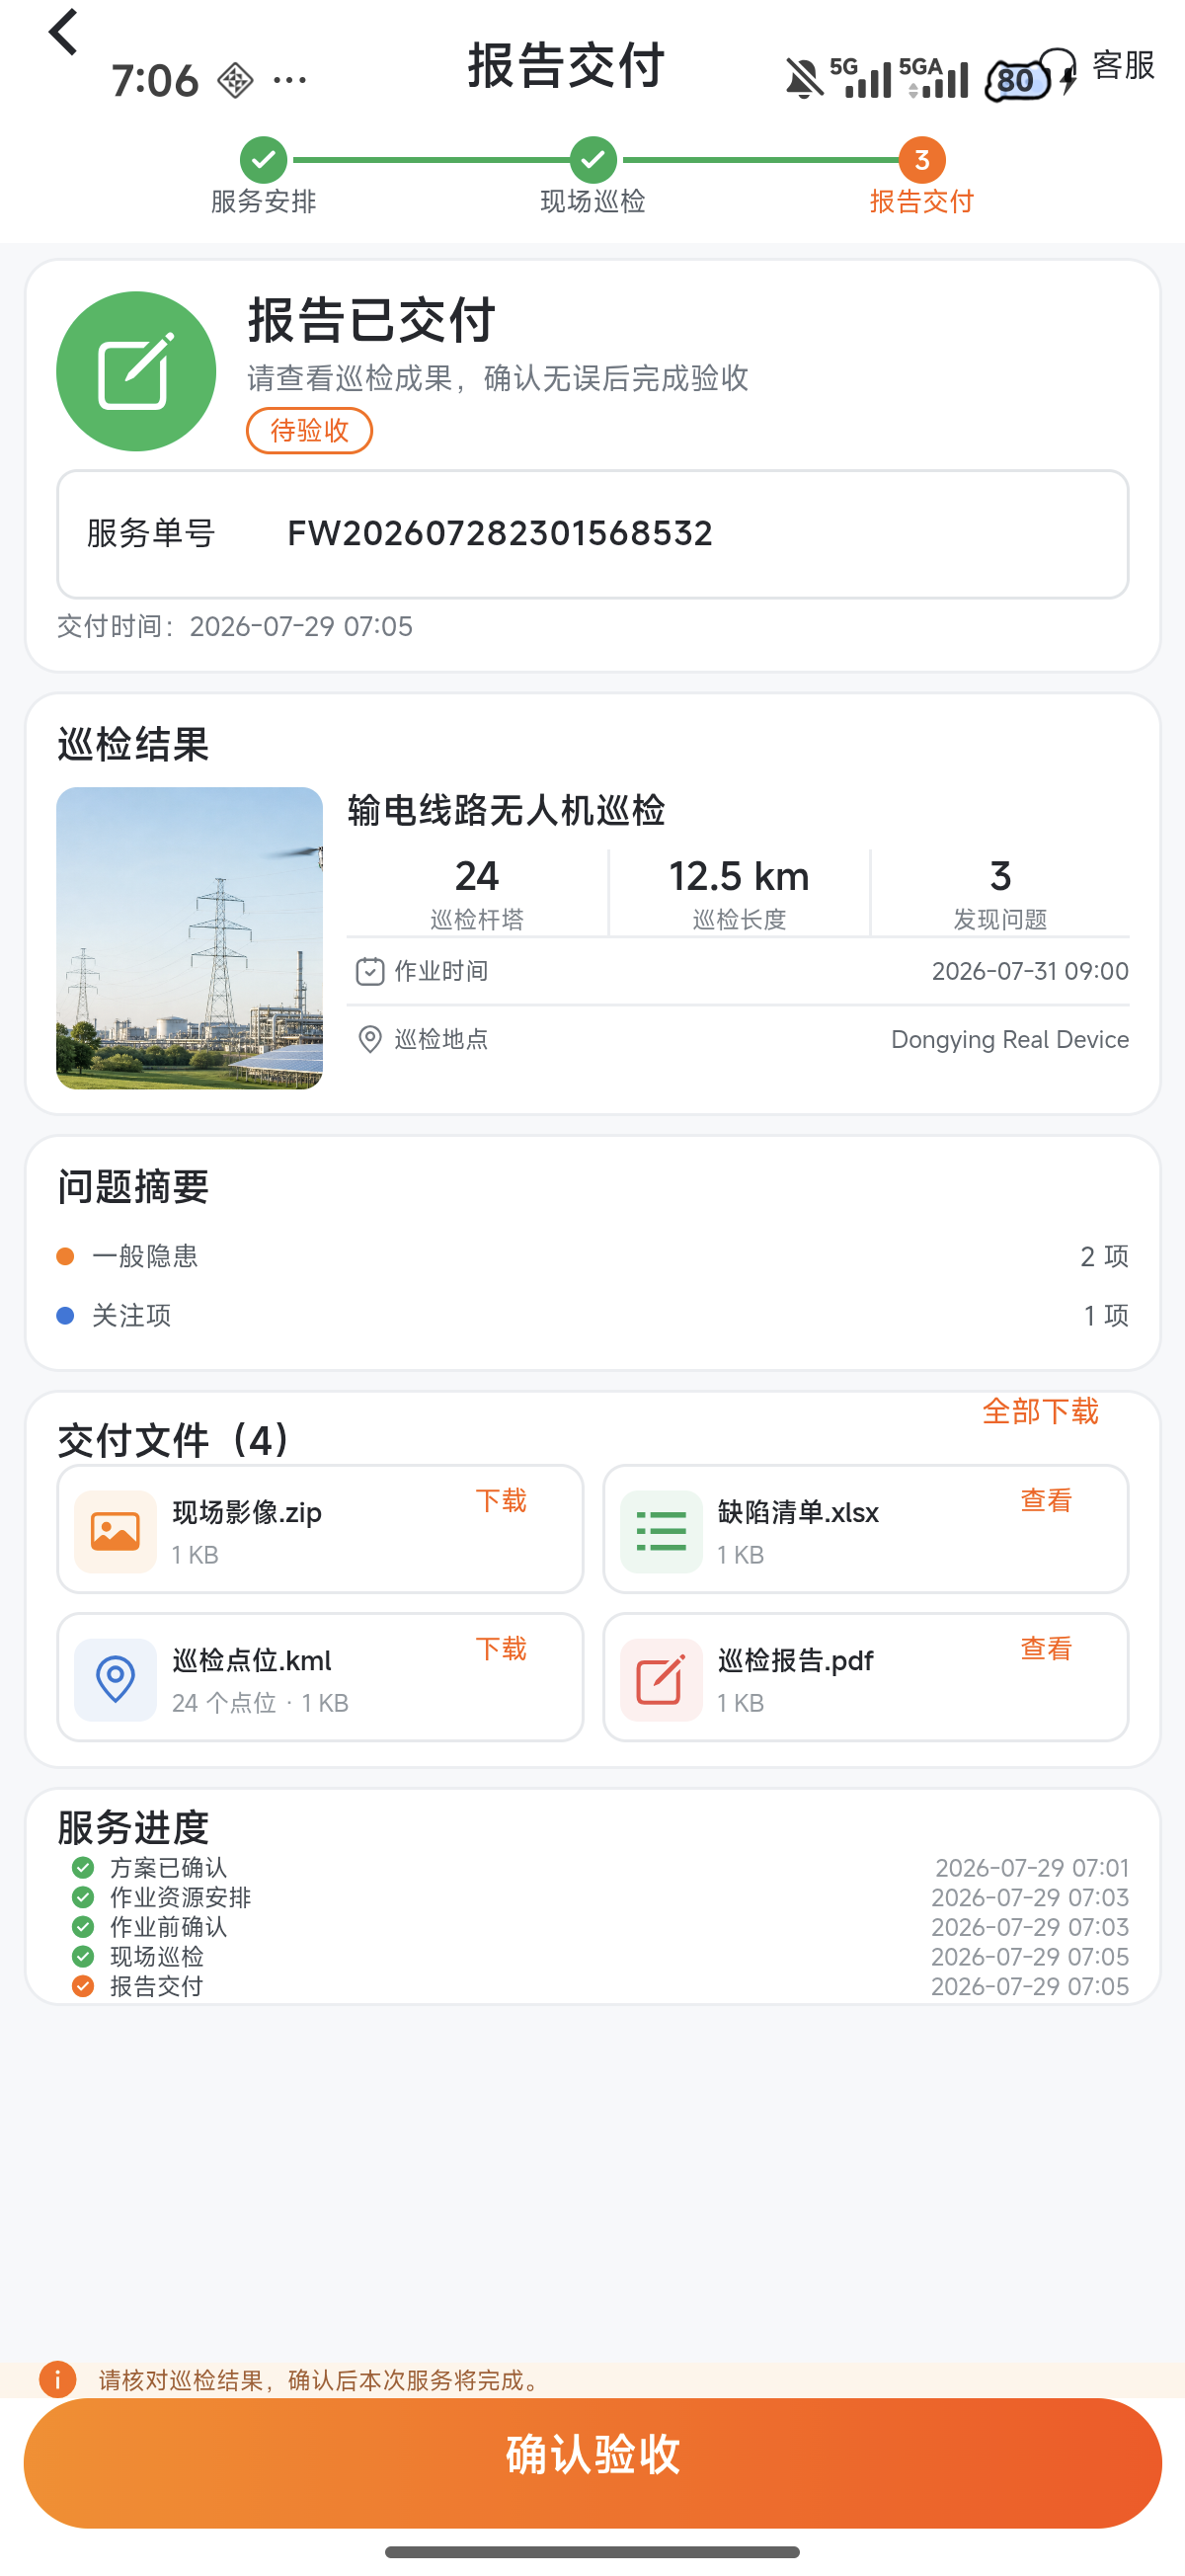 7:06 ··· 报告交付 5G 5GA 80 客服
3
服务安排 现场巡检 报告交付
报告已交付
请查看巡检成果，确认无误后完成验收
待验收
服务单号 FW202607282301568532
交付时间：2026-07-29 07:05
巡检结果
输电线路无人机巡检
24 12.5 km 3
巡检杆塔 巡检长度 发现问题
作业时间 2026-07-31 09:00
巡检地点 Dongying Real Device
问题摘要
一般隐患 2 项
关注项 1 项
全部下载
交付文件（4）
现场影像.zip 下载
1 KB
缺陷清单.xlsx 查看
1 KB
巡检点位.kml 下载
24 个点位 · 1 KB
巡检报告.pdf 查看
1 KB
服务进度
方案已确认 2026-07-29 07:01
作业资源安排 2026-07-29 07:03
作业前确认 2026-07-29 07:03
现场巡检 2026-07-29 07:05
报告交付 2026-07-29 07:05
请核对巡检结果，确认后本次服务将完成。
确认验收